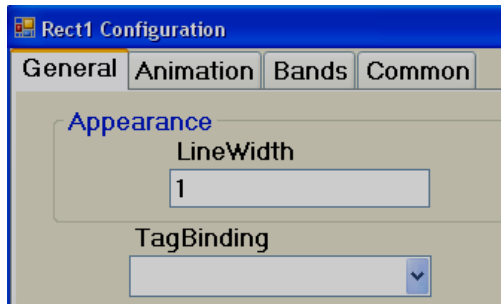 Rect1 Configuration
General Animation Bands Common
Appearance
LineWidth
1
TagBinding